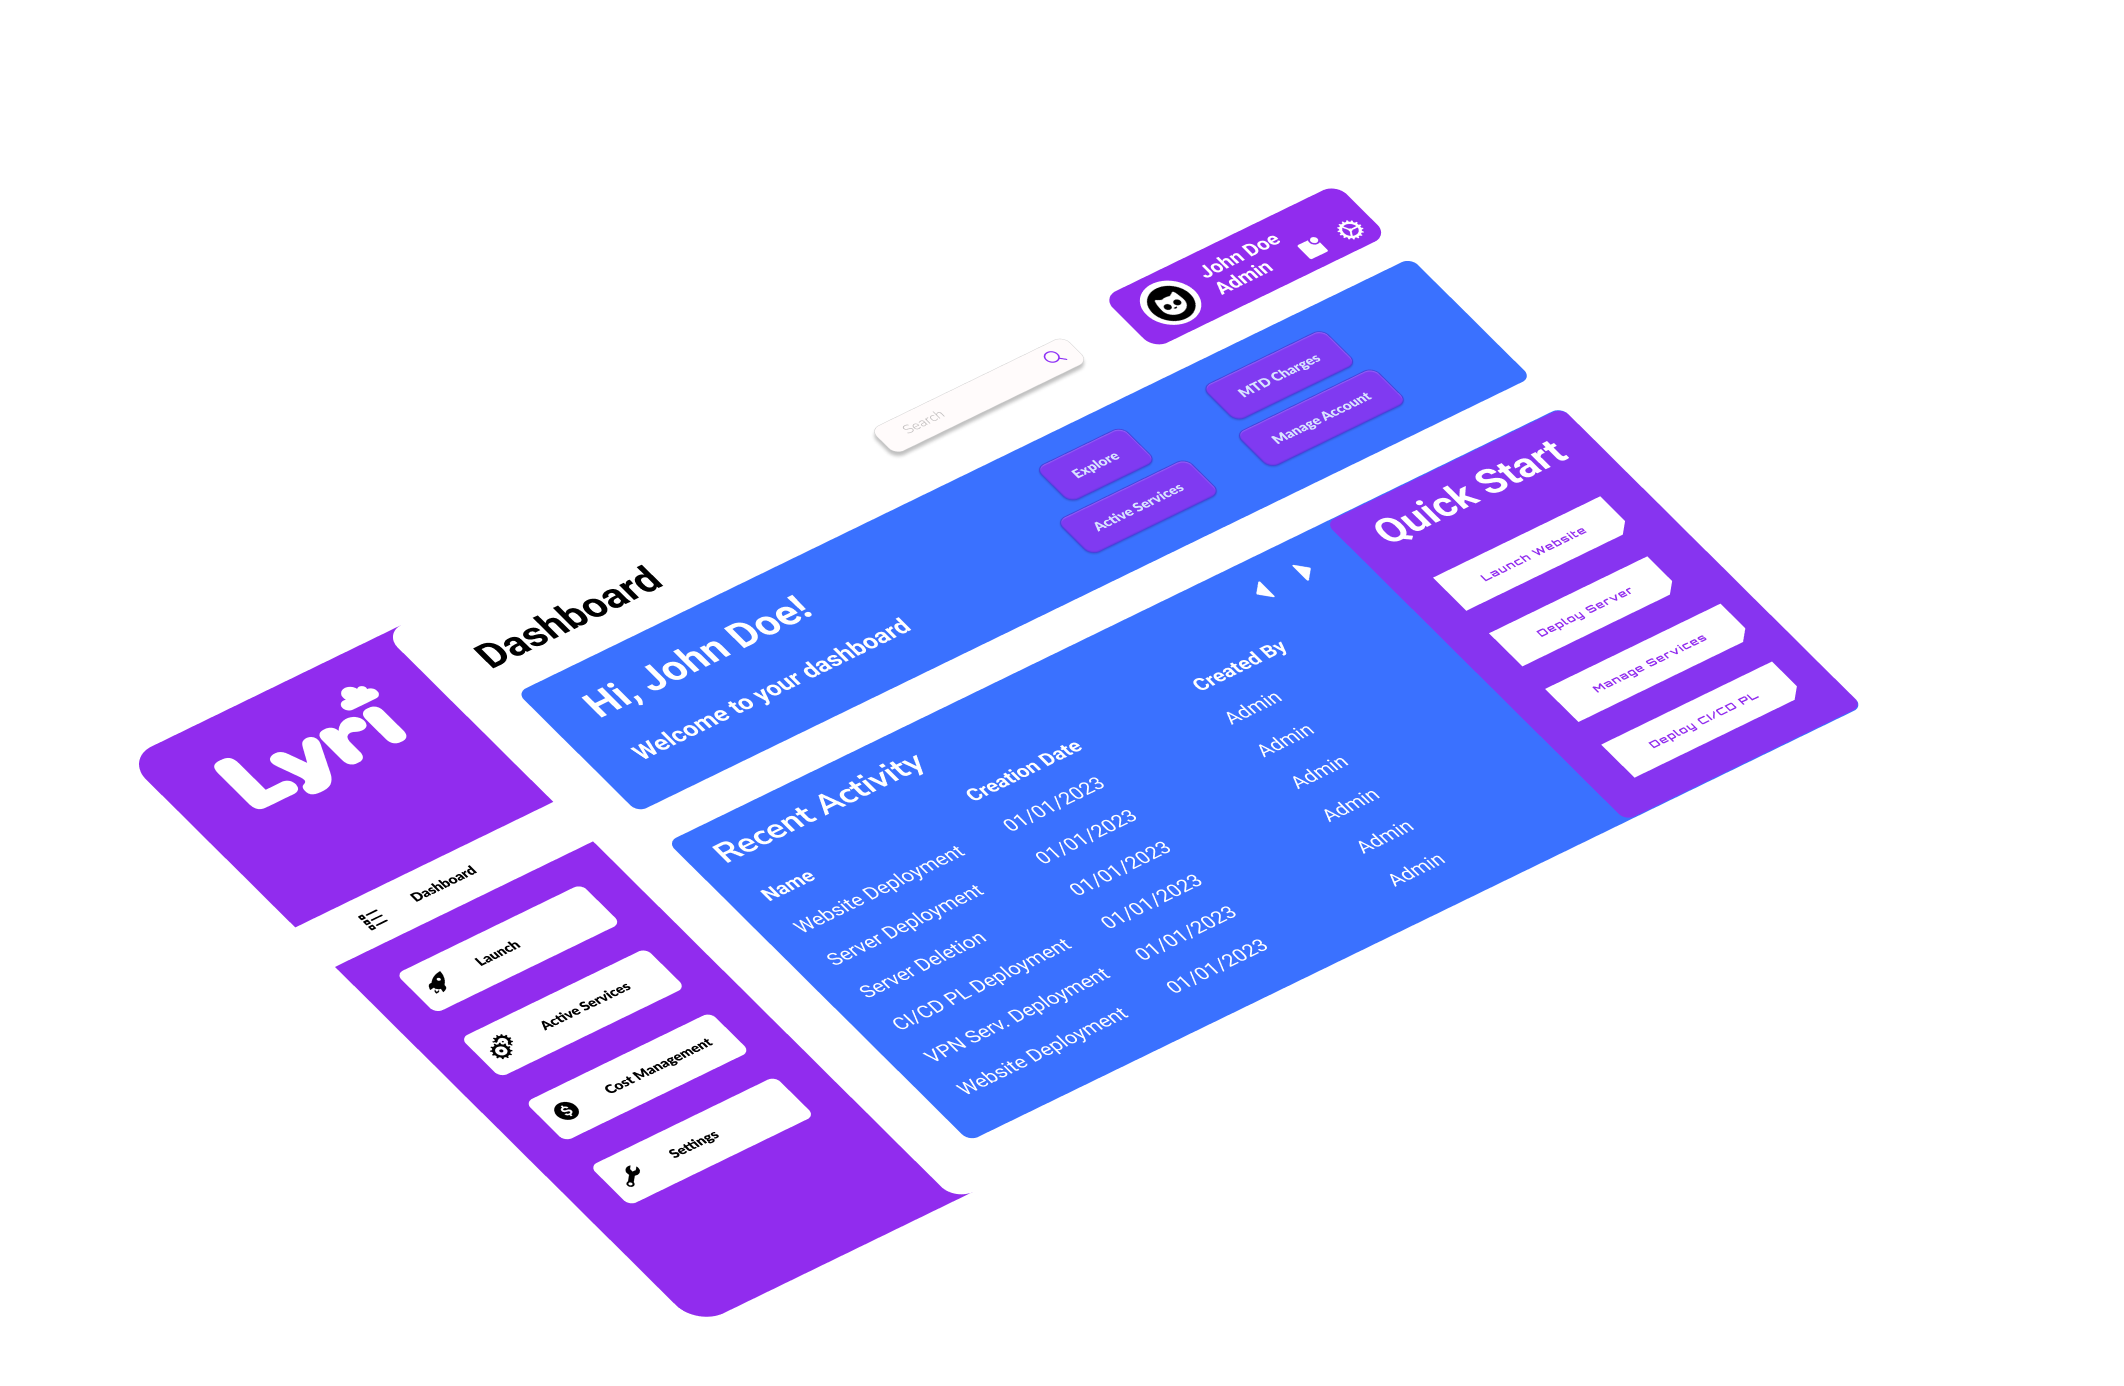 Lyri
Dashboard
Launch
Active Services
Cost Management
Settings
Dashboard
Search
John Doe
Admin
Hi, John Doe!
Welcome to your dashboard
Explore
Active Services
MTD Charges
Manage Account
Recent Activity
Name Creation Date Created By
Website Deployment 01/01/2023 Admin
Server Deployment 01/01/2023 Admin
Server Deletion 01/01/2023 Admin
CI/CD PL Deployment 01/01/2023 Admin
VPN Serv. Deployment 01/01/2023 Admin
Website Deployment 01/01/2023 Admin
Quick Start
Launch Website
Deploy Server
Manage Services
Deploy CI/CD PL